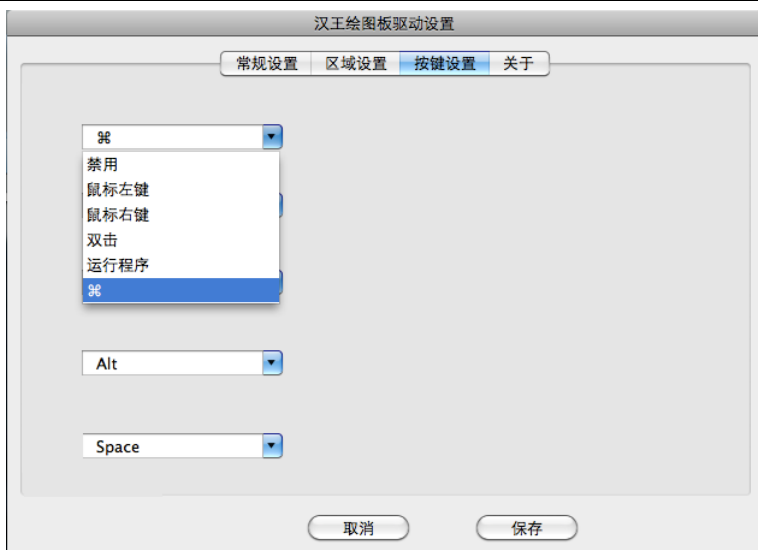 汉王绘图板驱动设置
常规设置 区域设置 按键设置 关于
⌘
禁用
鼠标左键
鼠标右键
双击
运行程序
⌘
Alt
Space
取消 保存